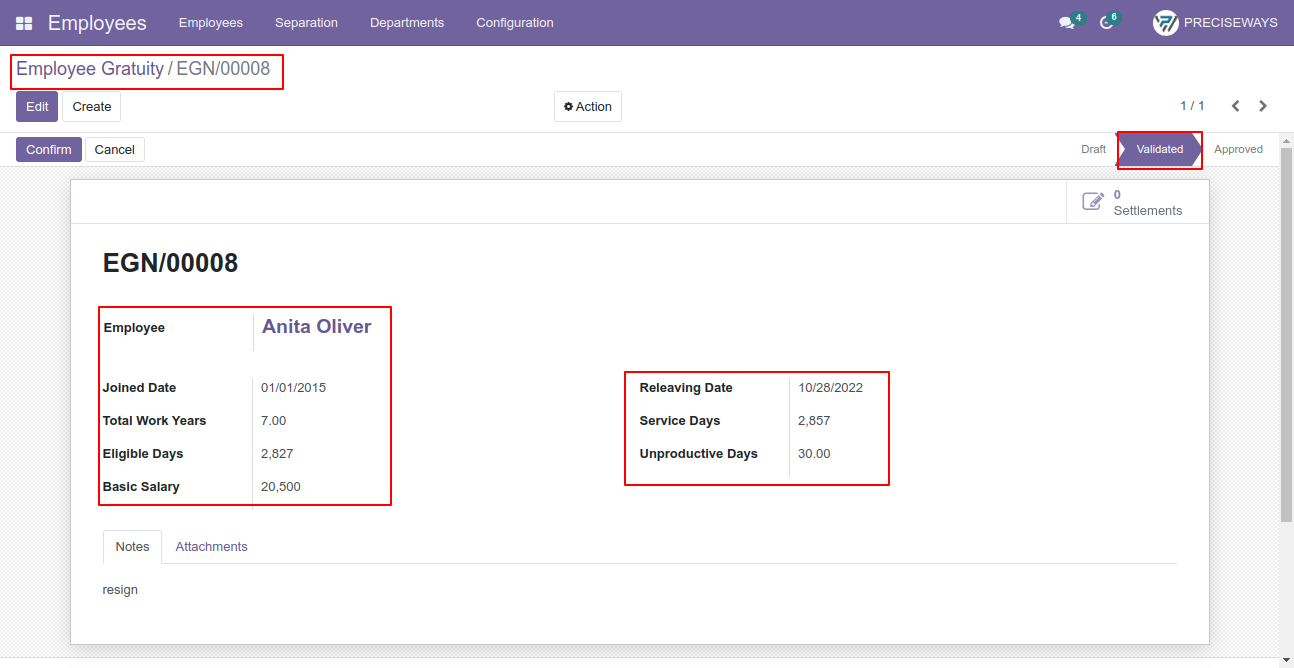 Employees Employees Separation Departments Configuration 4 6 PRECISEWAYS
Employee Gratuity / EGN/00008
Edit Create Action 1 / 1
Confirm Cancel Draft Validated Approved
0
Settlements
EGN/00008
Employee Anita Oliver
Joined Date 01/01/2015 Releaving Date 10/28/2022
Total Work Years 7.00 Service Days 2,857
Eligible Days 2,827 Unproductive Days 30.00
Basic Salary 20,500
Notes Attachments
resign